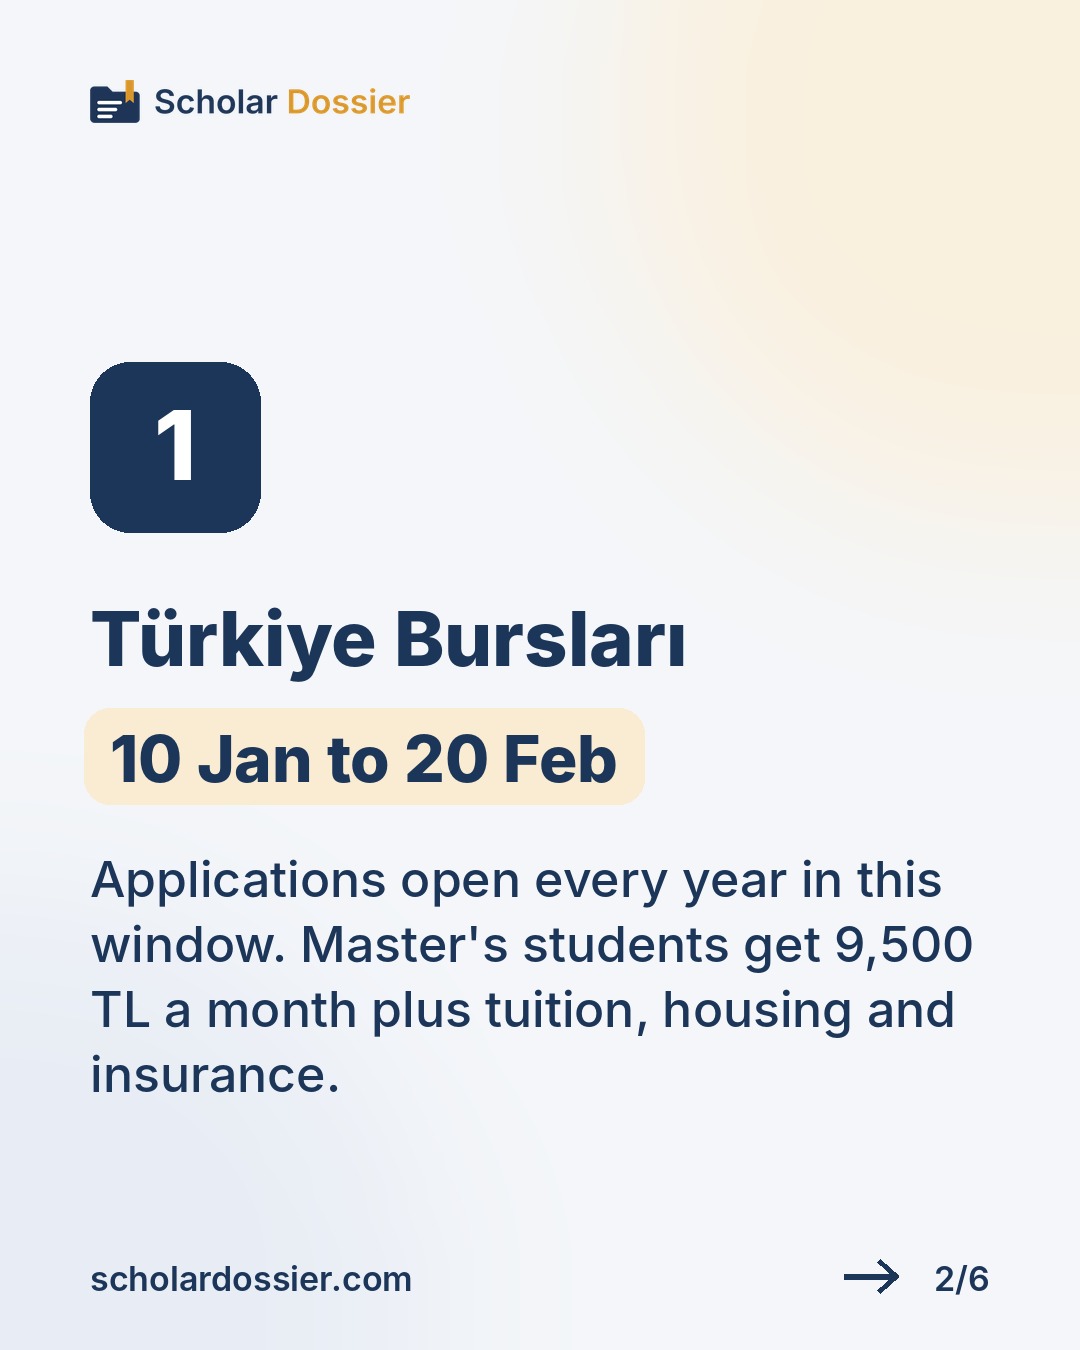 Scholar Dossier
1
Türkiye Bursları
10 Jan to 20 Feb
Applications open every year in this
window. Master's students get 9,500
TL a month plus tuition, housing and
insurance.
scholardossier.com
→ 2/6